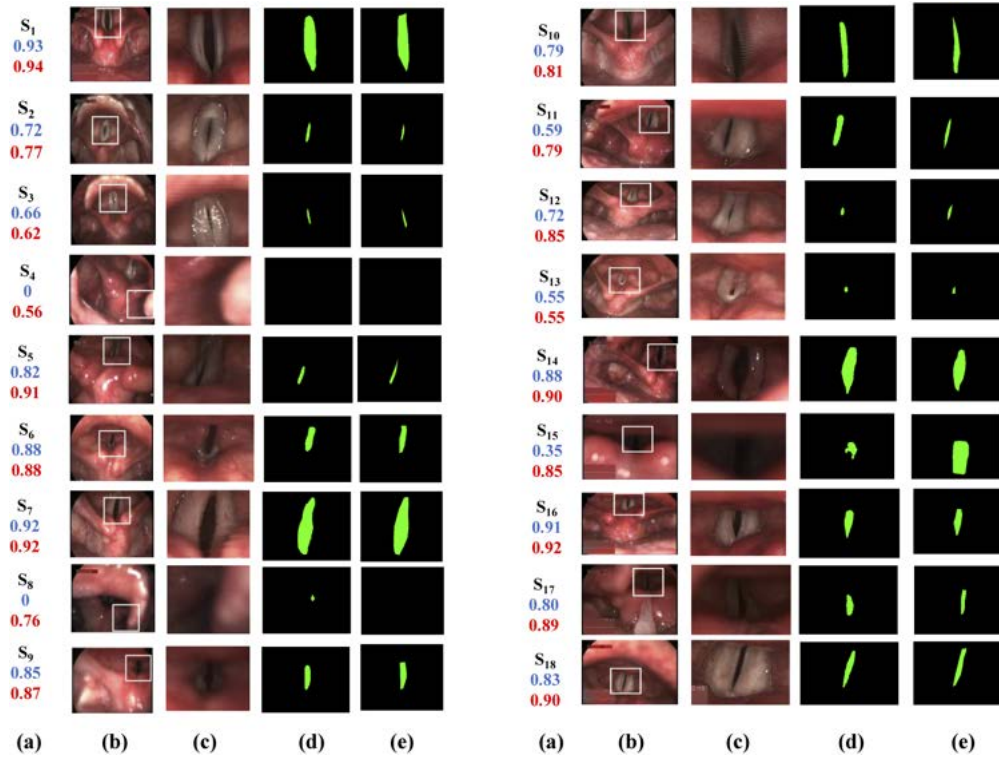 S1
0.93
0.94
S2
0.72
0.77
S3
0.66
0.62
S4
0
0.56
S5
0.82
0.91
S6
0.88
0.88
S7
0.92
0.92
S8
0
0.76
S9
0.85
0.87
(a) (b) (c) (d) (e)
S10
0.79
0.81
S11
0.59
0.79
S12
0.72
0.85
S13
0.55
0.55
S14
0.88
0.90
S15
0.35
0.85
S16
0.91
0.92
S17
0.80
0.89
S18
0.83
0.90
(a) (b) (c) (d) (e)